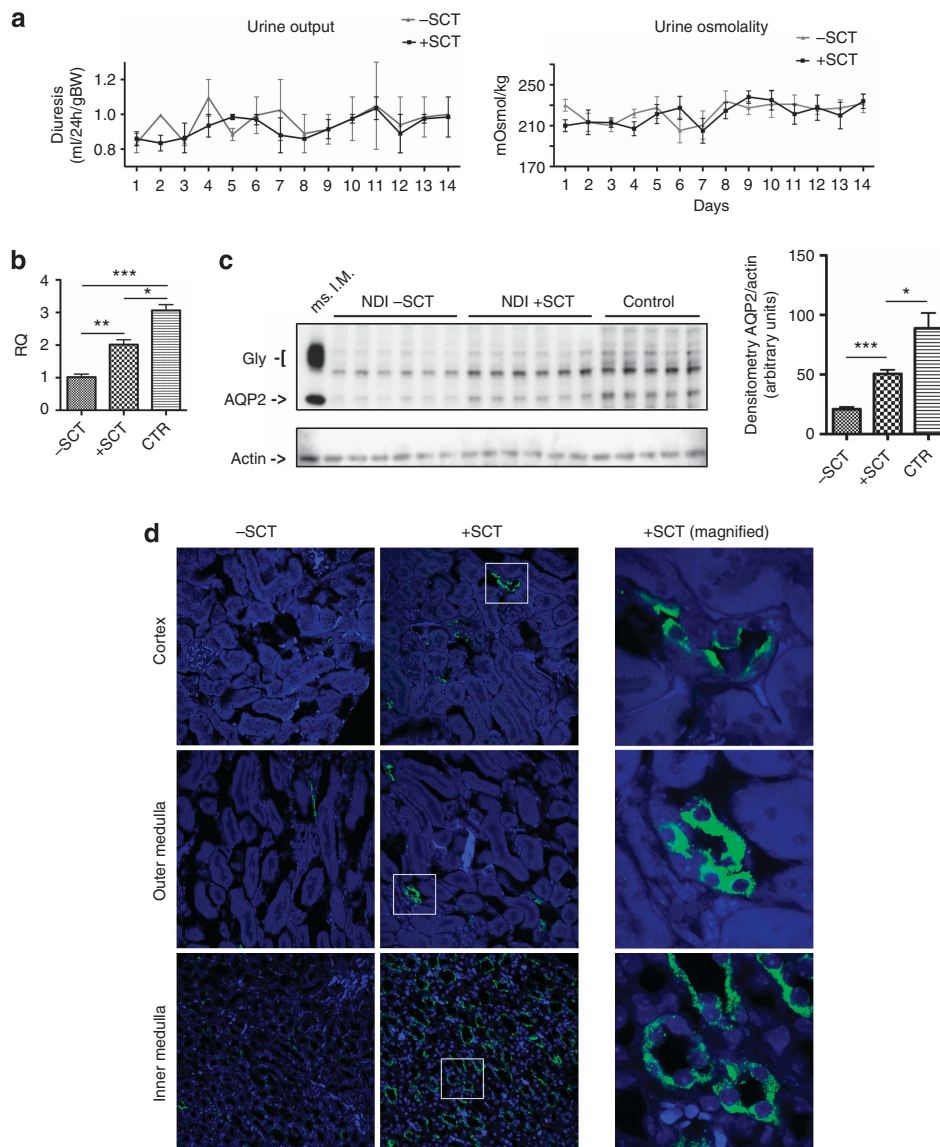 a
Urine output
–SCT
+SCT
Diuresis
(ml/24h/gBW)
1.2
1.0
0.8
1 2 3 4 5 6 7 8 9 10 11 12 13 14
Urine osmolality
–SCT
+SCT
mOsmol/kg
250
230
210
190
170
1 2 3 4 5 6 7 8 9 10 11 12 13 14
Days
b
RQ
4
3
2
1
0
***
*
**
–SCT
+SCT
CTR
c
ms. I.M.
NDI –SCT
NDI +SCT
Control
Gly -[
AQP2 ->
Actin ->
Densitometry AQP2/actin
(arbitrary units)
100
50
0
*
***
–SCT
+SCT
CTR
d
–SCT
+SCT
+SCT (magnified)
Cortex
Outer medulla
Inner medulla